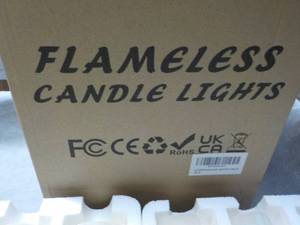 FLAMELESS
CANDLE LIGHTS
FC CE RoHS UK
CA